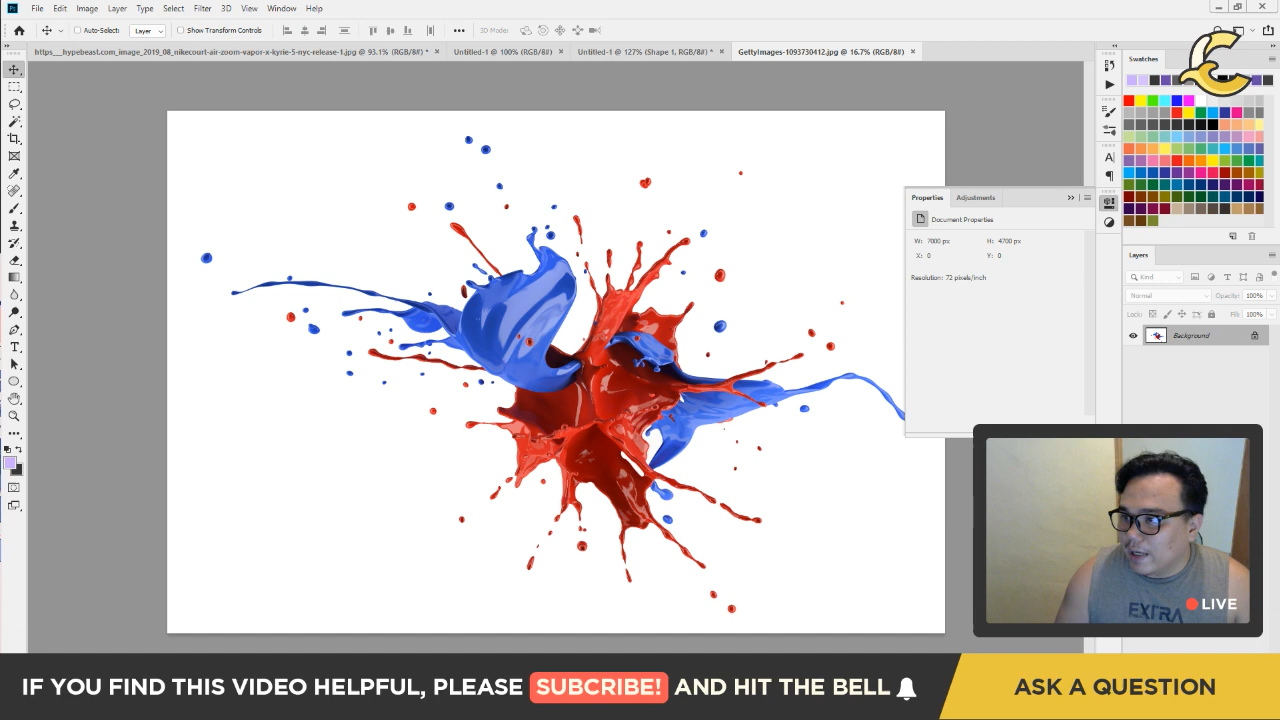 Ps File Edit Image Layer Type Select Filter 3D View Window Help
Auto-Select: Layer Show Transform Controls 3D Mode:
https___hypebeast.com_image_2019_08_nikecourt-air-zoom-vapor-x-kyrie-5-nyc-release-1.jpg @ 93.1% (RGB/8#) * Untitled-1 @ 100% (RGB/8#) Untitled-1 @ 127% (Shape 1, RGB/8#) * GettyImages-1093730412.jpg @ 16.7% (RGB/8#)
Swatches
Properties Adjustments
Document Properties
W: 7000 px H: 4700 px
X: 0 Y: 0
Resolution: 72 pixels/inch
Layers
Kind
Normal Opacity: 100%
Lock: Fill: 100%
Background
EXTRA
LIVE
IF YOU FIND THIS VIDEO HELPFUL, PLEASE SUBCRIBE! AND HIT THE BELL
ASK A QUESTION